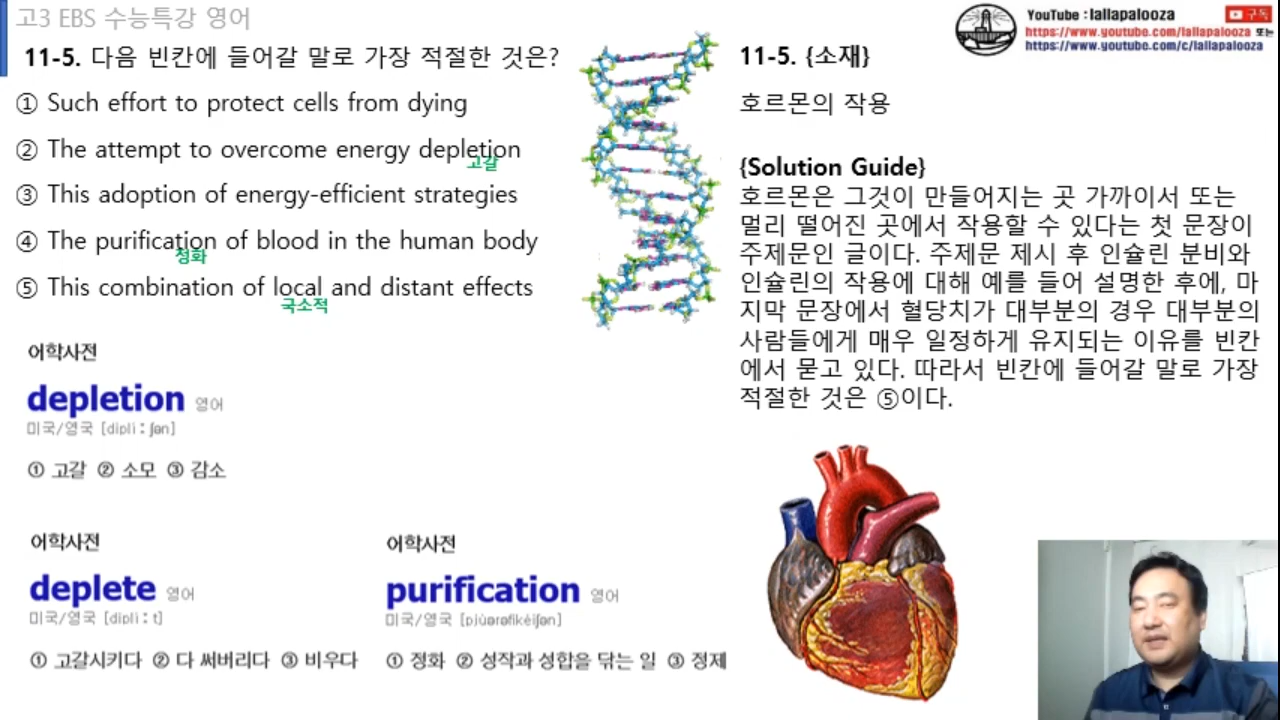 고3 EBS 수능특강 영어
11-5. 다음 빈칸에 들어갈 말로 가장 적절한 것은?
① Such effort to protect cells from dying
② The attempt to overcome energy depletion
고갈
③ This adoption of energy-efficient strategies
④ The purification of blood in the human body
정화
⑤ This combination of local and distant effects
국소적
어학사전
depletion 영어
미국/영국 [diplíːʃən]
① 고갈 ② 소모 ③ 감소
어학사전
deplete 영어
미국/영국 [diplíːt]
① 고갈시키다 ② 다 써버리다 ③ 비우다
어학사전
purification 영어
미국/영국 [pjùərəfikéiʃən]
① 정화 ② 성작과 성합을 닦는 일 ③ 정제
YouTube : lallapalooza
구독
https://www.youtube.com/lallapalooza 또는
https://www.youtube.com/c/lallapalooza
11-5. {소재}
호르몬의 작용
{Solution Guide}
호르몬은 그것이 만들어지는 곳 가까이서 또는
멀리 떨어진 곳에서 작용할 수 있다는 첫 문장이
주제문인 글이다. 주제문 제시 후 인슐린 분비와
인슐린의 작용에 대해 예를 들어 설명한 후에, 마
지막 문장에서 혈당치가 대부분의 경우 대부분의
사람들에게 매우 일정하게 유지되는 이유를 빈칸
에서 묻고 있다. 따라서 빈칸에 들어갈 말로 가장
적절한 것은 ⑤이다.